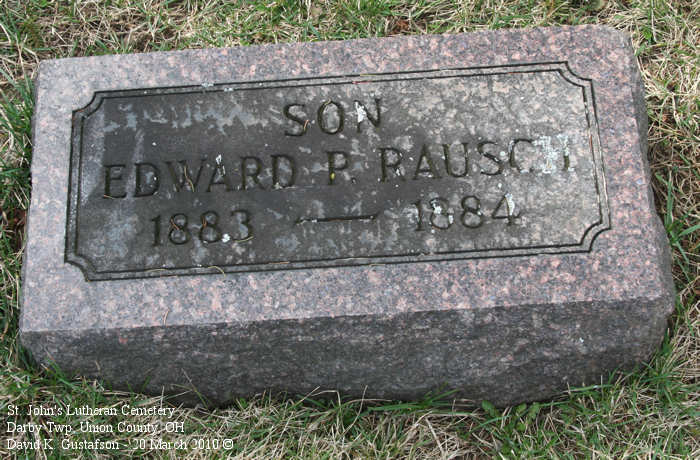 SON
EDWARD P. RAUSCH
1883 — 1884
St. John's Lutheran Cemetery
Darby Twp. Union County, OH
David K. Gustafson - 20 March 2010 ©